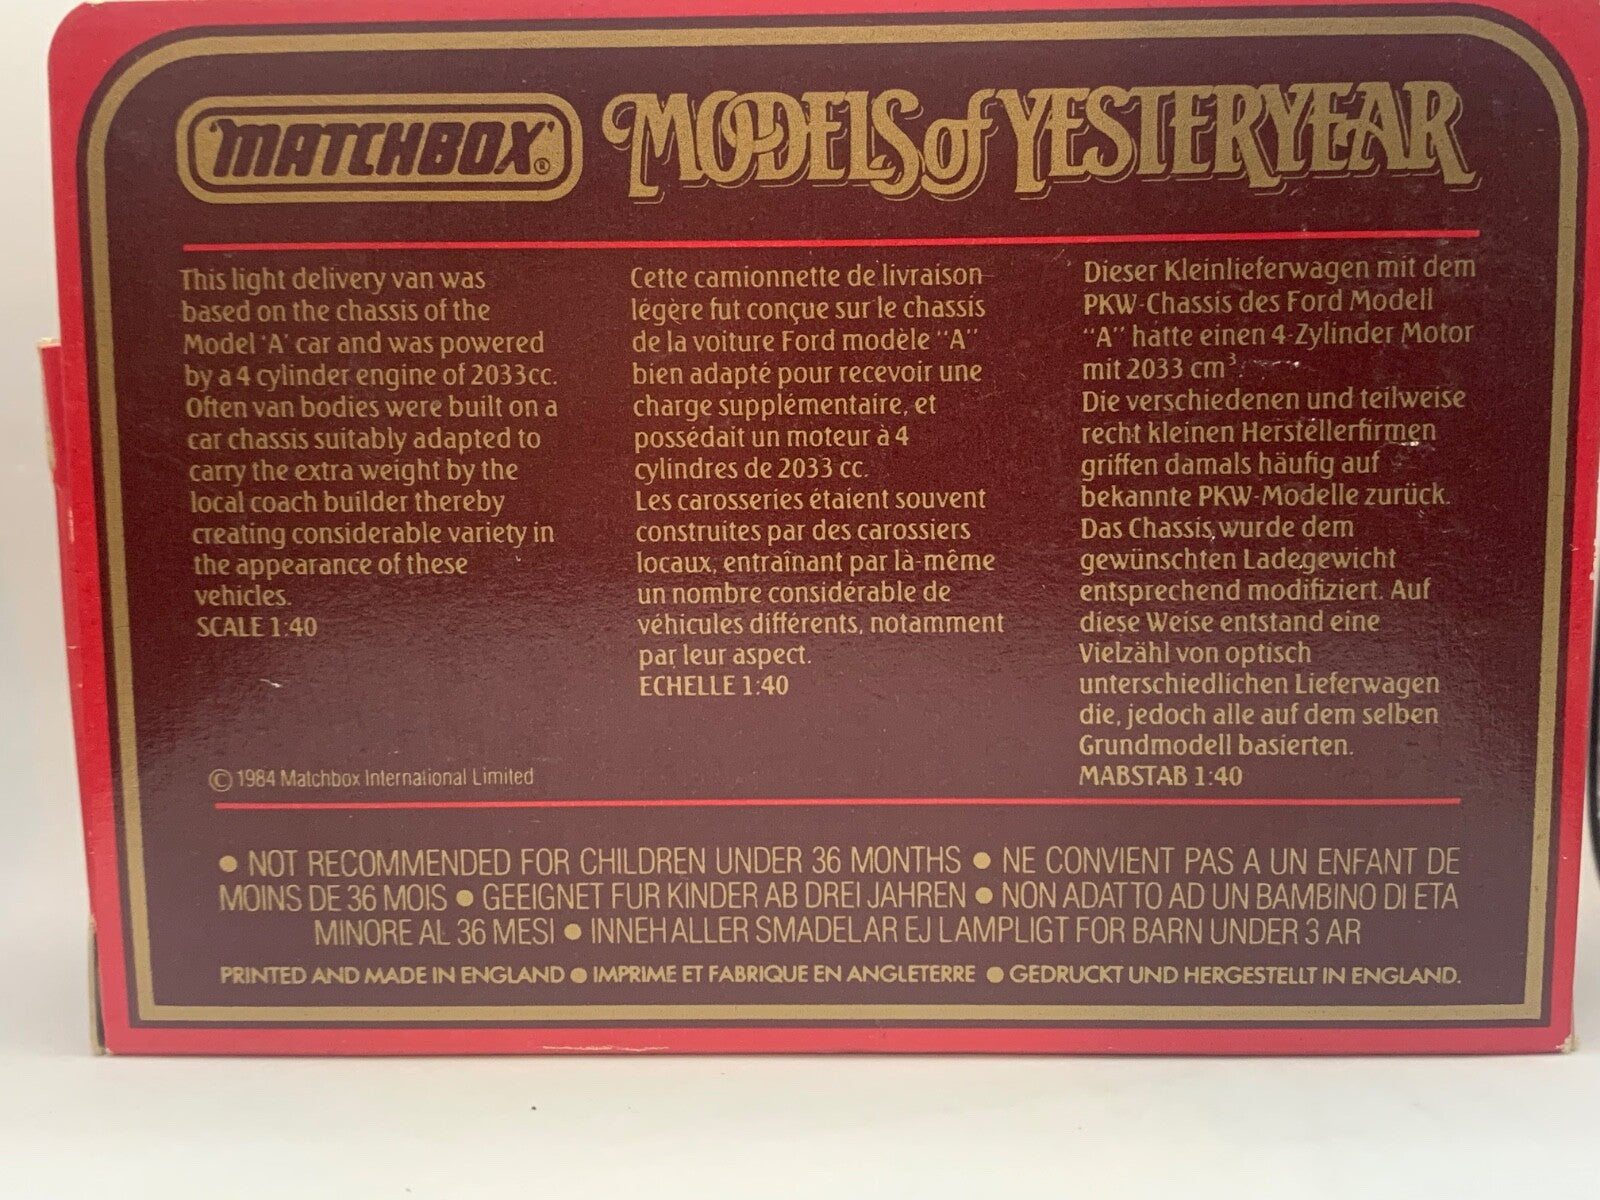 'MATCHBOX'®
MODELS of YESTERYEAR
This light delivery van was
based on the chassis of the
Model 'A' car and was powered
by a 4 cylinder engine of 2033cc.
Often van bodies were built on a
car chassis suitably adapted to
carry the extra weight by the
local coach builder thereby
creating considerable variety in
the appearance of these
vehicles.
SCALE 1:40
© 1984 Matchbox International Limited
Cette camionnette de livraison
légère fut conçue sur le chassis
de la voiture Ford modèle "A"
bien adapté pour recevoir une
charge supplémentaire, et
possédait un moteur à 4
cylindres de 2033 cc.
Les carosseries étaient souvent
construites par des carossiers
locaux, entraînant par là-même
un nombre considérable de
véhicules différents, notamment
par leur aspect.
ECHELLE 1:40
Dieser Kleinlieferwagen mit dem
PKW-Chassis des Ford Modell
"A" hatte einen 4-Zylinder Motor
mit 2033 cm³.
Die verschiedenen und teilweise
recht kleinen Herstellerfirmen
griffen damals häufig auf
bekannte PKW-Modelle zurück.
Das Chassis wurde dem
gewünschten Ladegewicht
entsprechend modifiziert. Auf
diese Weise entstand eine
Vielzähl von optisch
unterschiedlichen Lieferwagen
die, jedoch alle auf dem selben
Grundmodell basierten.
MABSTAB 1:40
● NOT RECOMMENDED FOR CHILDREN UNDER 36 MONTHS ● NE CONVIENT PAS A UN ENFANT DE
MOINS DE 36 MOIS ● GEEIGNET FUR KINDER AB DREI JAHREN ● NON ADATTO AD UN BAMBINO DI ETA
MINORE AL 36 MESI ● INNEHALLER SMADELAR EJ LAMPLIGT FOR BARN UNDER 3 AR
PRINTED AND MADE IN ENGLAND ● IMPRIME ET FABRIQUE EN ANGLETERRE ● GEDRUCKT UND HERGESTELLT IN ENGLAND.